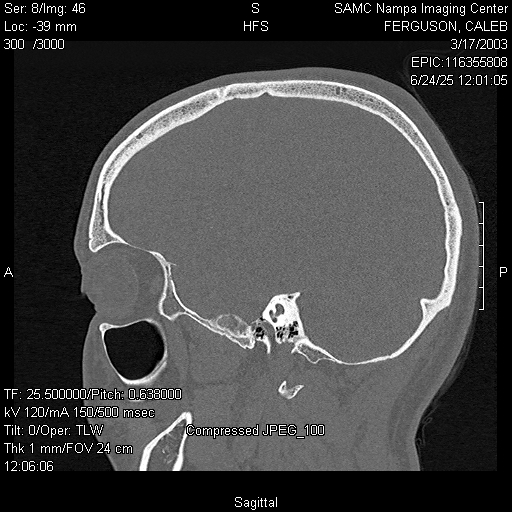 Ser: 8/Img: 46
S
SAMC Nampa Imaging Center
Loc: -39 mm
HFS
FERGUSON, CALEB
300 /3000
3/17/2003
EPIC:116355808
6/24/25 12:01:05
A
P
TF: 25.500000/Pitch: 0.638000
kV 120/mA 150/500 msec
Tilt: 0/Oper: TLW
Compressed JPEG_100
Thk 1 mm/FOV 24 cm
12:06:06
Sagittal